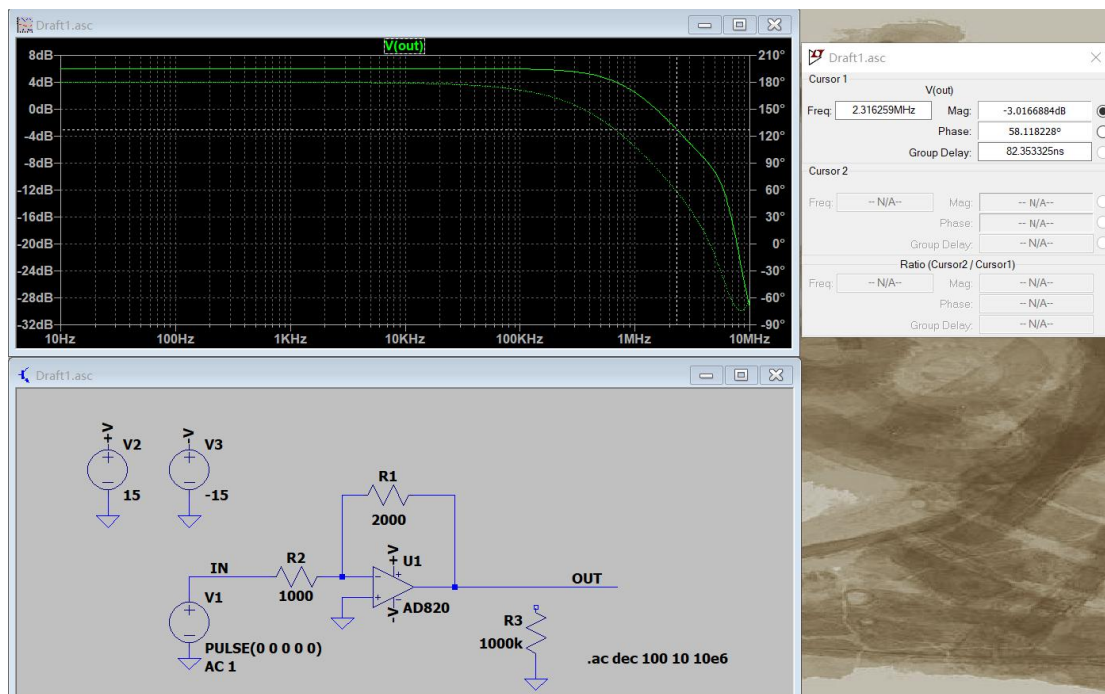 Draft1.asc
V(out)
8dB
4dB
0dB
-4dB
-8dB
-12dB
-16dB
-20dB
-24dB
-28dB
-32dB
210°
180°
150°
120°
90°
60°
30°
0°
-30°
-60°
-90°
10Hz 100Hz 1KHz 10KHz 100KHz 1MHz 10MHz
Draft1.asc
Cursor 1
V(out)
Freq: 2.316259MHz Mag: -3.0166884dB
Phase: 58.118228°
Group Delay: 82.353325ns
Cursor 2
Freq: -- N/A-- Mag: -- N/A--
Phase: -- N/A--
Group Delay: -- N/A--
Ratio (Cursor2 / Cursor1)
Freq: -- N/A-- Mag: -- N/A--
Phase: -- N/A--
Group Delay: -- N/A--
Draft1.asc
+V
V2
15
-V
V3
-15
R1
2000
IN
R2
1000
+V
U1
-V
AD820
OUT
V1
PULSE(0 0 0 0 0)
AC 1
R3
1000k
.ac dec 100 10 10e6